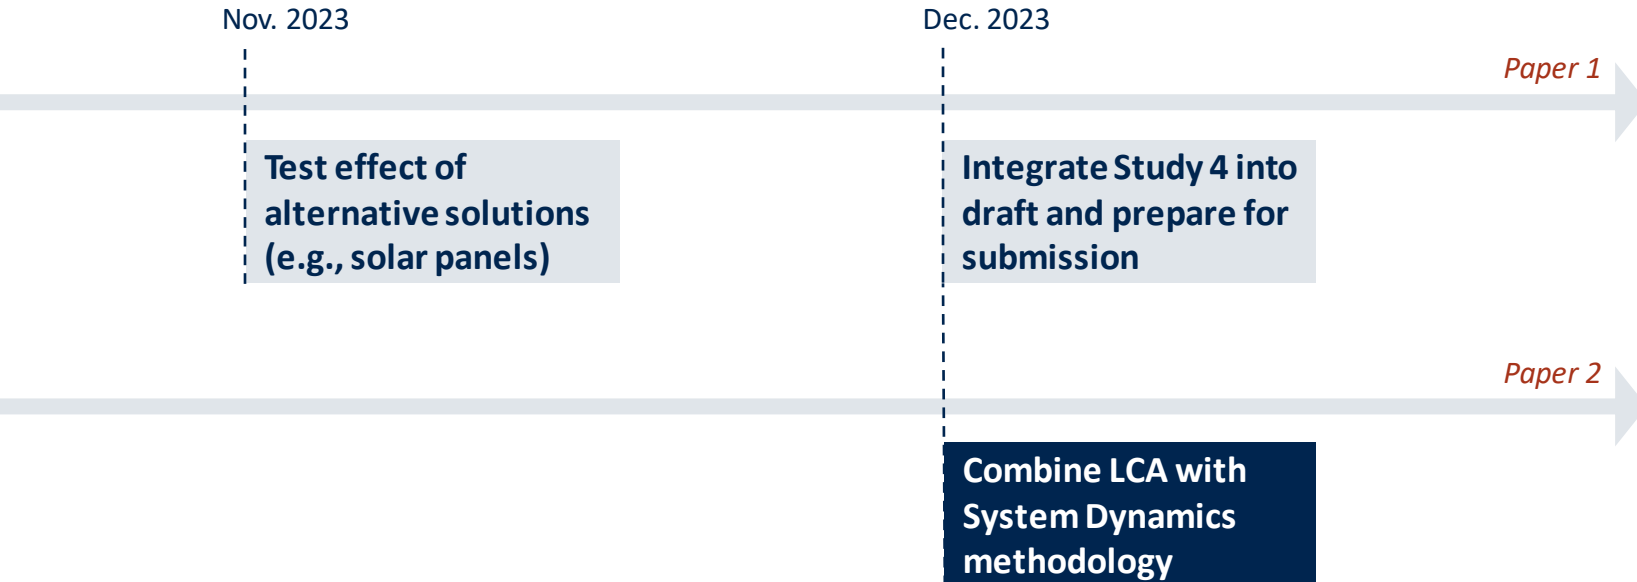 Nov. 2023
Dec. 2023
Paper 1
Test effect of
alternative solutions
(e.g., solar panels)
Integrate Study 4 into
draft and prepare for
submission
Paper 2
Combine LCA with
System Dynamics
methodology